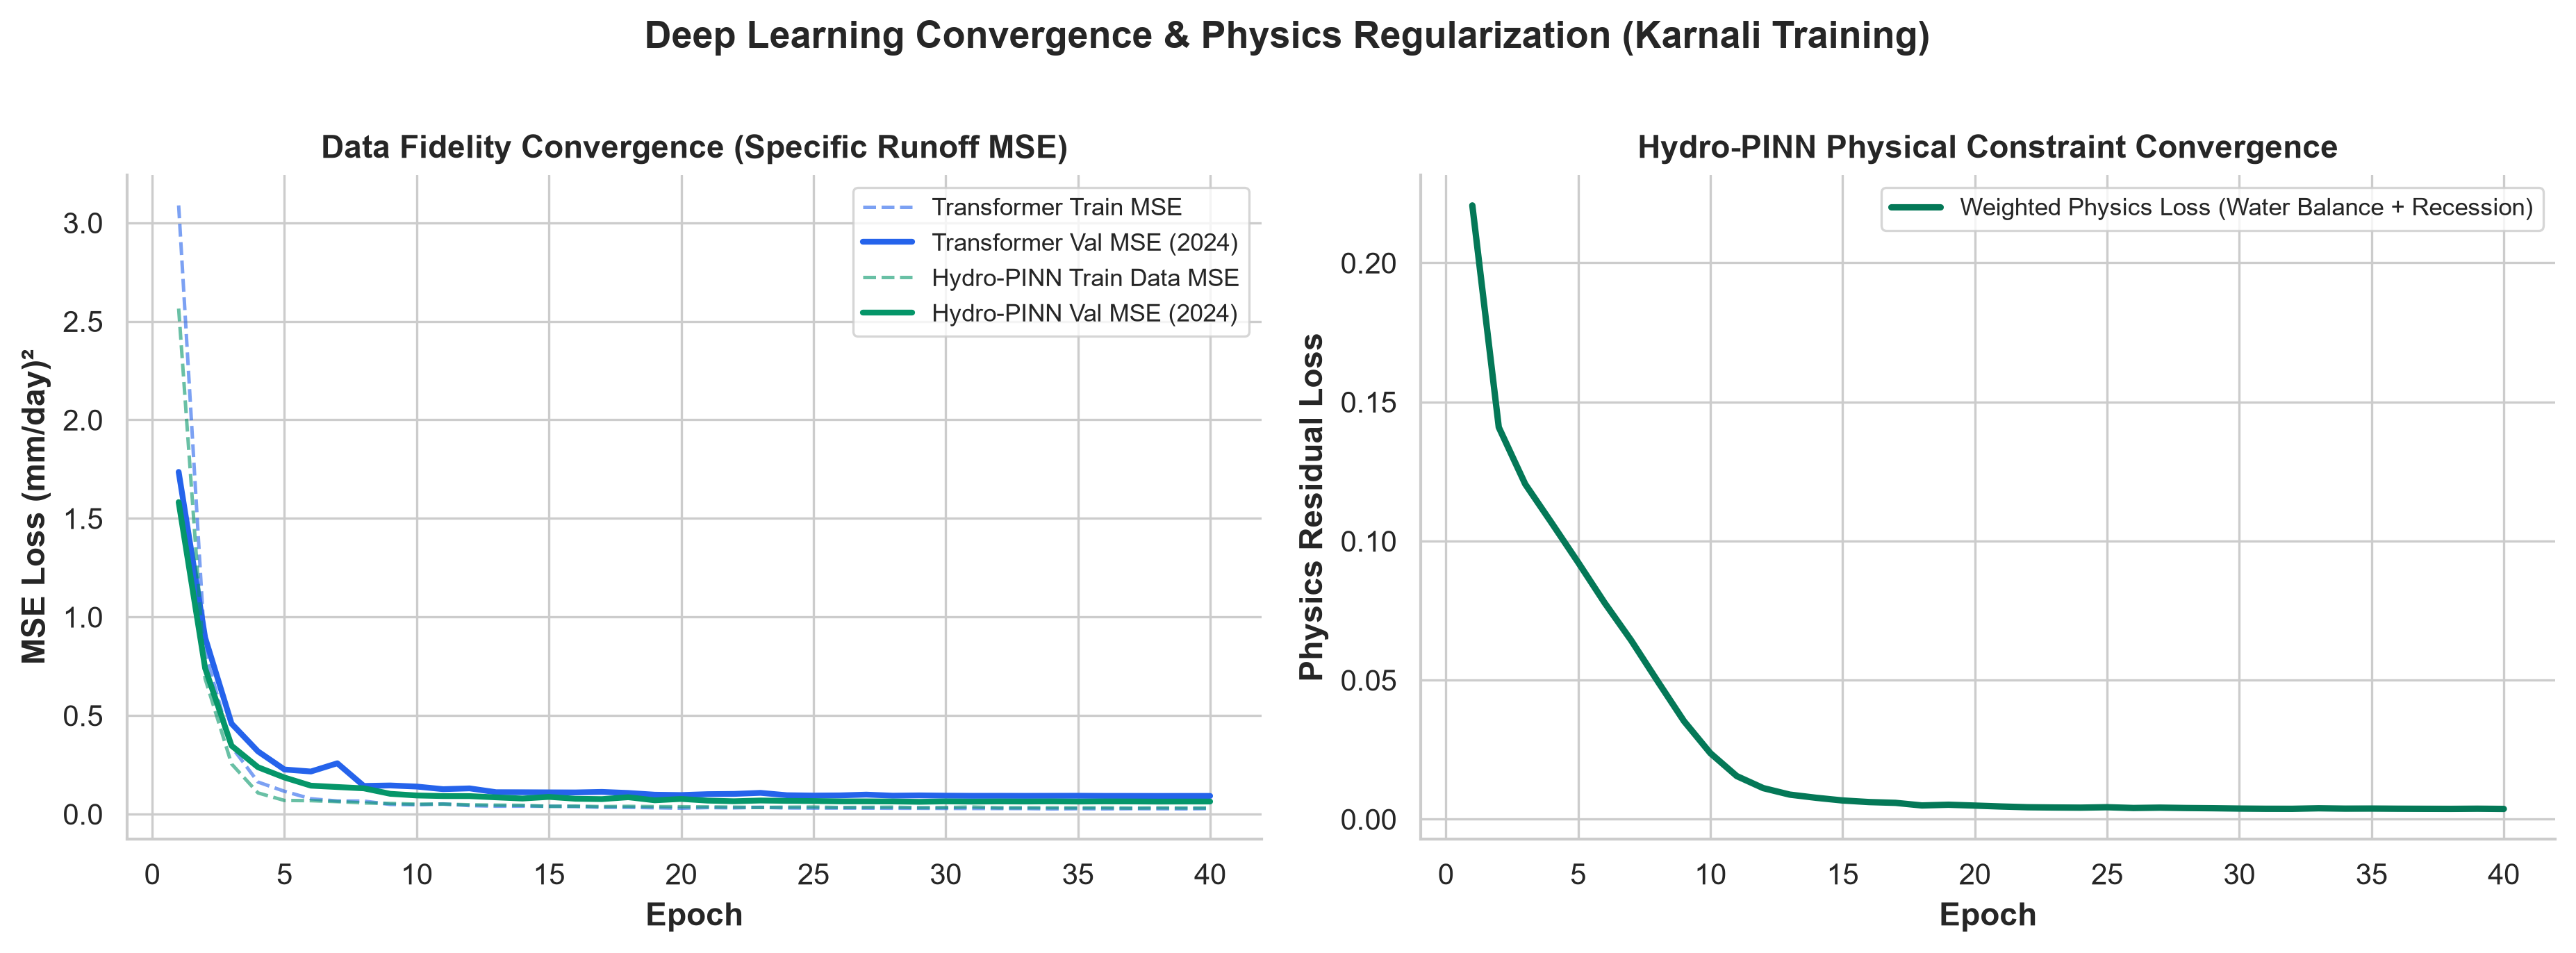 Deep Learning Convergence & Physics Regularization (Karnali Training)
Data Fidelity Convergence (Specific Runoff MSE)
MSE Loss (mm/day)²
3.0
2.5
2.0
1.5
1.0
0.5
0.0
Transformer Train MSE
Transformer Val MSE (2024)
Hydro-PINN Train Data MSE
Hydro-PINN Val MSE (2024)
0 5 10 15 20 25 30 35 40
Epoch
Hydro-PINN Physical Constraint Convergence
Physics Residual Loss
0.20
0.15
0.10
0.05
0.00
Weighted Physics Loss (Water Balance + Recession)
0 5 10 15 20 25 30 35 40
Epoch